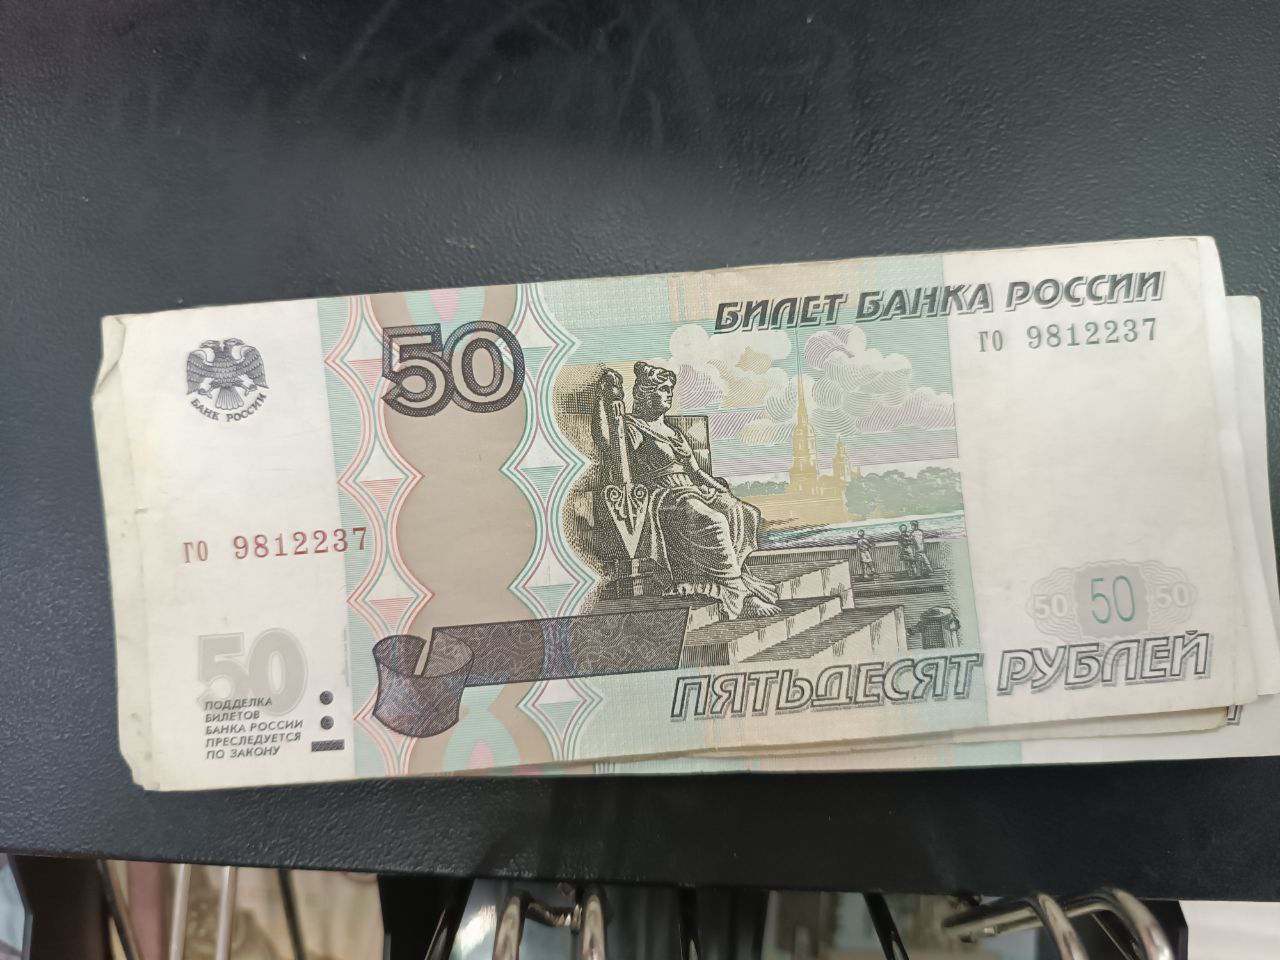 БИЛЕТ БАНКА РОССИИ
го 9812237
50
БАНК РОССИИ
го 9812237
50
50
50
50
ПЯТЬДЕСЯТ РУБЛЕЙ
ПОДДЕЛКА
БИЛЕТОВ
БАНКА РОССИИ
ПРЕСЛЕДУЕТСЯ
ПО ЗАКОНУ